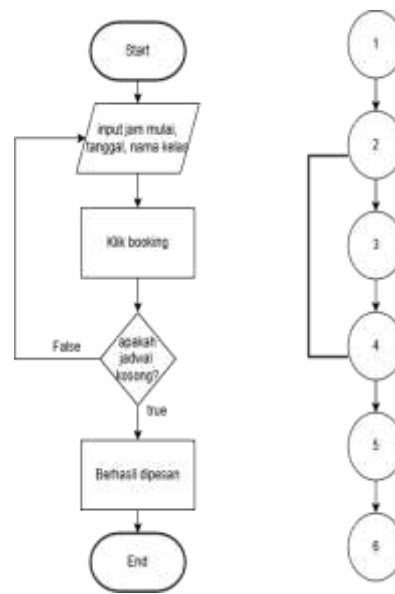 Start
1
input jam mulai,
tanggal, nama kelas
2
Klik booking
3
False
apakah
jadwal
kosong?
4
true
Berhasil dipesan
5
End
6